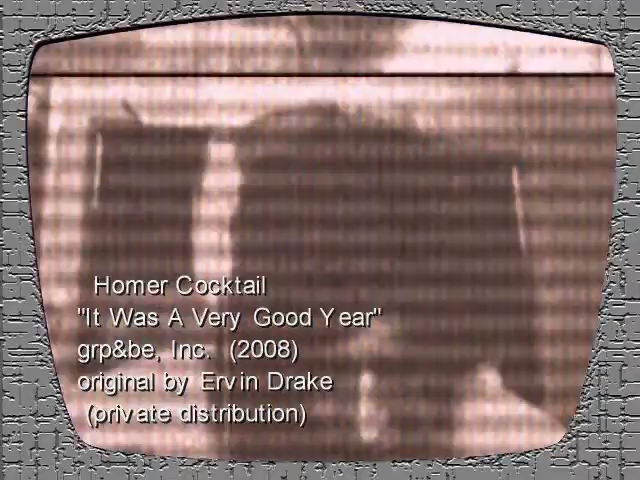 Homer Cocktail
"It Was A Very Good Year"
grp&be, Inc. (2008)
original by Ervin Drake
(private distribution)